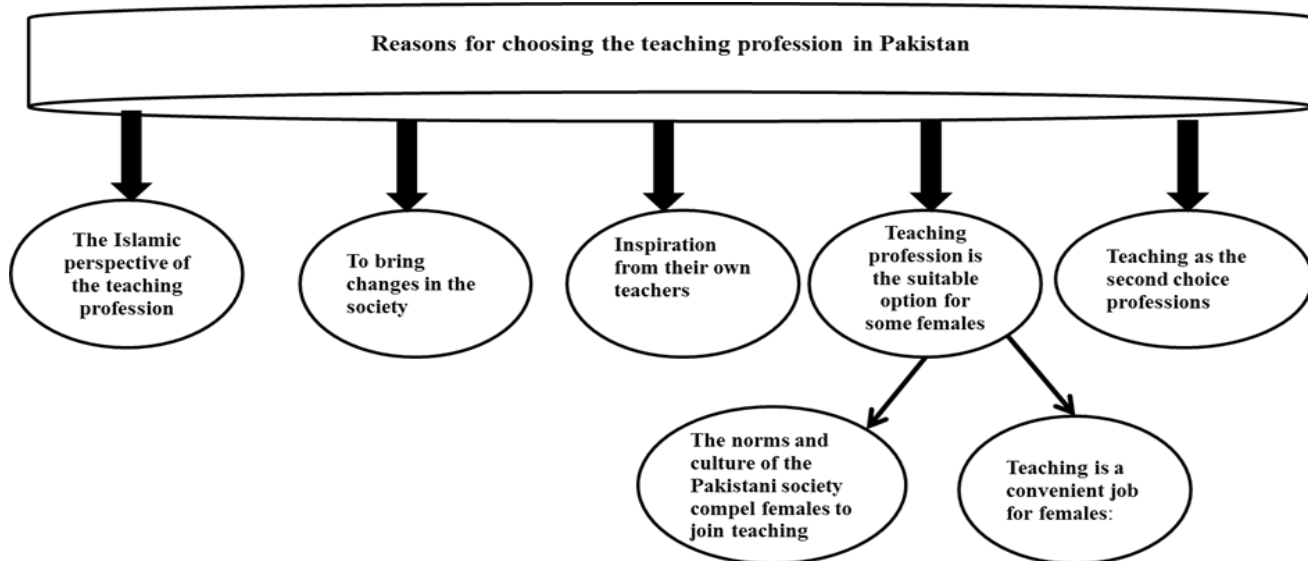 Reasons for choosing the teaching profession in Pakistan
The Islamic
perspective of
the teaching
profession
To bring
changes in the
society
Inspiration
from their own
teachers
Teaching
profession is
the suitable
option for
some females
Teaching as the
second choice
professions
The norms and
culture of the
Pakistani society
compel females to
join teaching
Teaching is a
convenient job
for females: